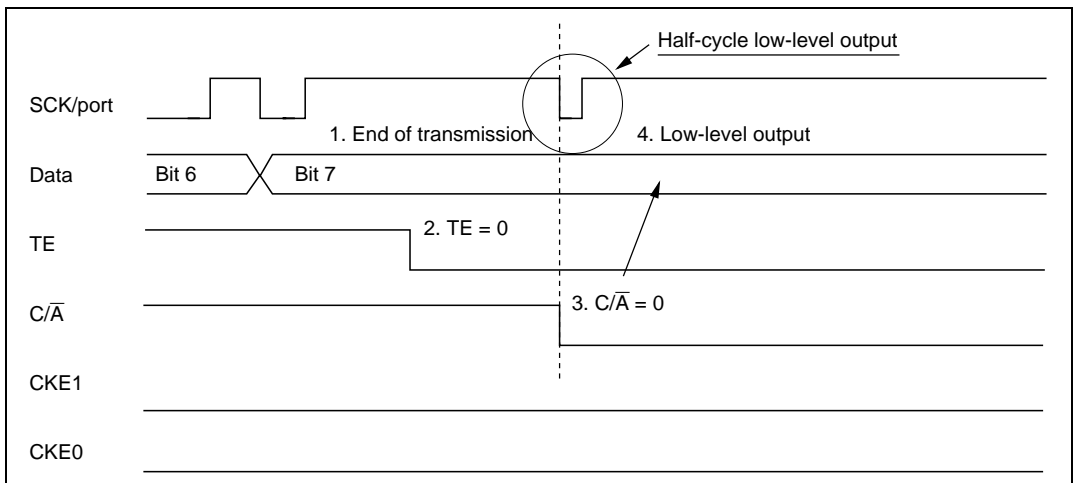 Half-cycle low-level output
SCK/port
1. End of transmission
4. Low-level output
Data
Bit 6
Bit 7
TE
2. TE = 0
C/A̅
3. C/A̅ = 0
CKE1
CKE0